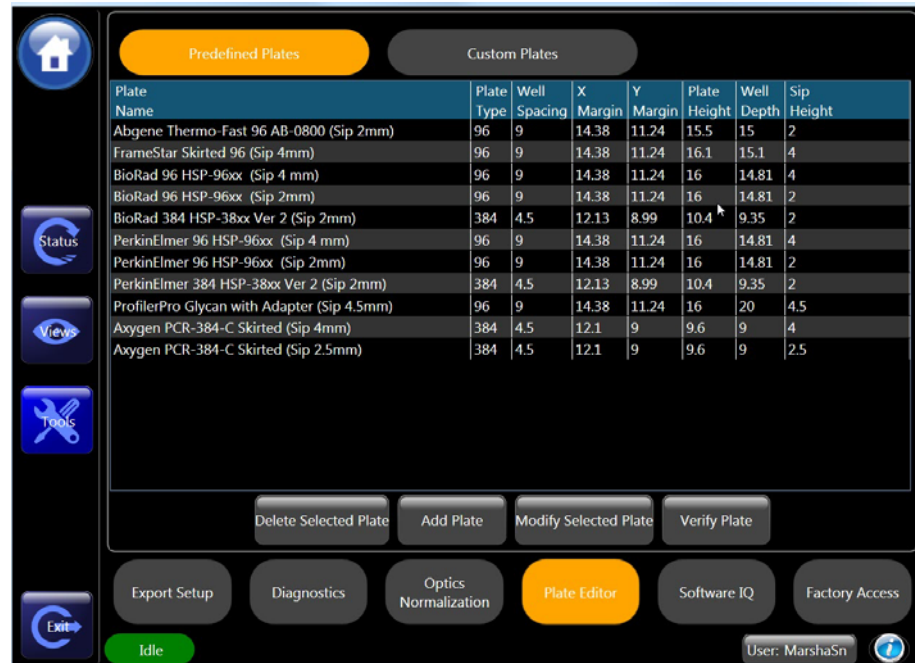 Predefined Plates Custom Plates
Plate Plate Well X Y Plate Well Sip
Name Type Spacing Margin Margin Height Depth Height
Abgene Thermo-Fast 96 AB-0800 (Sip 2mm) 96 9 14.38 11.24 15.5 15 2
FrameStar Skirted 96 (Sip 4mm) 96 9 14.38 11.24 16.1 15.1 4
BioRad 96 HSP-96xx (Sip 4 mm) 96 9 14.38 11.24 16 14.81 4
BioRad 96 HSP-96xx (Sip 2mm) 96 9 14.38 11.24 16 14.81 2
BioRad 384 HSP-38xx Ver 2 (Sip 2mm) 384 4.5 12.13 8.99 10.4 9.35 2
PerkinElmer 96 HSP-96xx (Sip 4 mm) 96 9 14.38 11.24 16 14.81 4
PerkinElmer 96 HSP-96xx (Sip 2mm) 96 9 14.38 11.24 16 14.81 2
PerkinElmer 384 HSP-38xx Ver 2 (Sip 2mm) 384 4.5 12.13 8.99 10.4 9.35 2
ProfilerPro Glycan with Adapter (Sip 4.5mm) 96 9 14.38 11.24 16 20 4.5
Axygen PCR-384-C Skirted (Sip 4mm) 384 4.5 12.1 9 9.6 9 4
Axygen PCR-384-C Skirted (Sip 2.5mm) 384 4.5 12.1 9 9.6 9 2.5
Status
Views
Tools
Delete Selected Plate Add Plate Modify Selected Plate Verify Plate
Export Setup Diagnostics Optics Normalization Plate Editor Software IQ Factory Access
Exit
Idle User: MarshaSn i